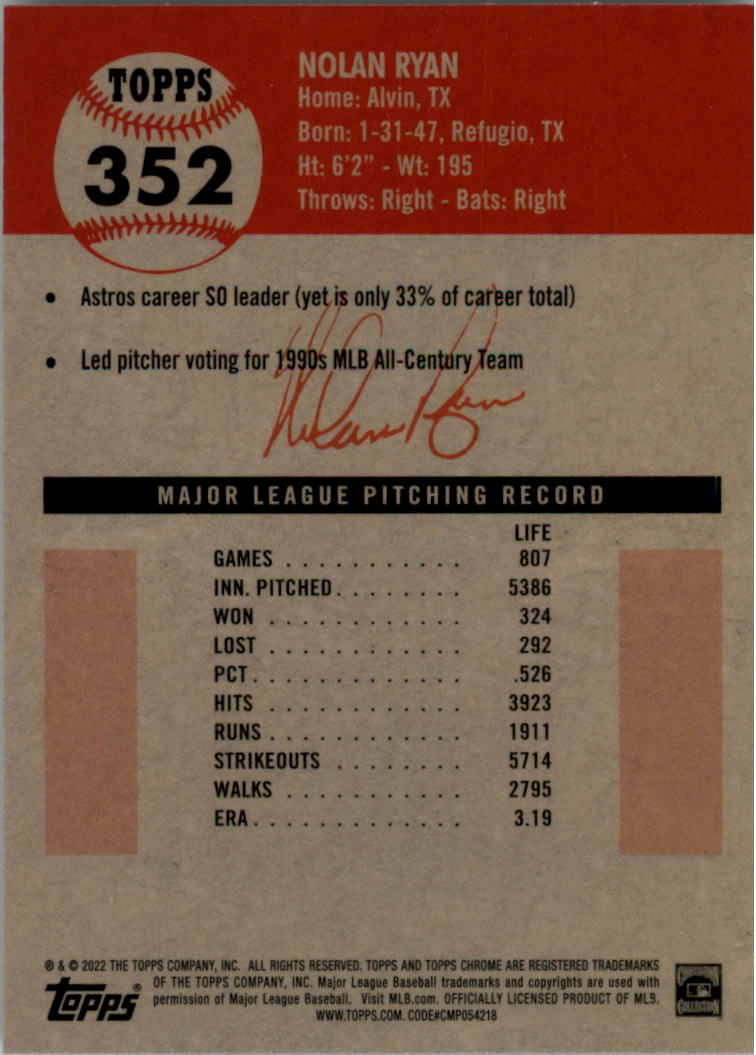 TOPPS
352
NOLAN RYAN
Home: Alvin, TX
Born: 1-31-47, Refugio, TX
Ht: 6'2" - Wt: 195
Throws: Right - Bats: Right
• Astros career SO leader (yet is only 33% of career total)
• Led pitcher voting for 1990s MLB All-Century Team
Nolan Ryan
MAJOR LEAGUE PITCHING RECORD
LIFE
GAMES . . . . . . . . . . . 807
INN. PITCHED. . . . . . . . 5386
WON . . . . . . . . . . . . 324
LOST . . . . . . . . . . . . 292
PCT. . . . . . . . . . . . . .526
HITS . . . . . . . . . . . . 3923
RUNS. . . . . . . . . . . . 1911
STRIKEOUTS . . . . . . . . 5714
WALKS . . . . . . . . . . . 2795
ERA. . . . . . . . . . . . . 3.19
® & © 2022 THE TOPPS COMPANY, INC. ALL RIGHTS RESERVED. TOPPS AND TOPPS CHROME ARE REGISTERED TRADEMARKS
OF THE TOPPS COMPANY, INC. Major League Baseball trademarks and copyrights are used with
permission of Major League Baseball. Visit MLB.com. OFFICIALLY LICENSED PRODUCT OF MLB.
WWW.TOPPS.COM. CODE#CMP054218
topps®
COOPERSTOWN
COLLECTION